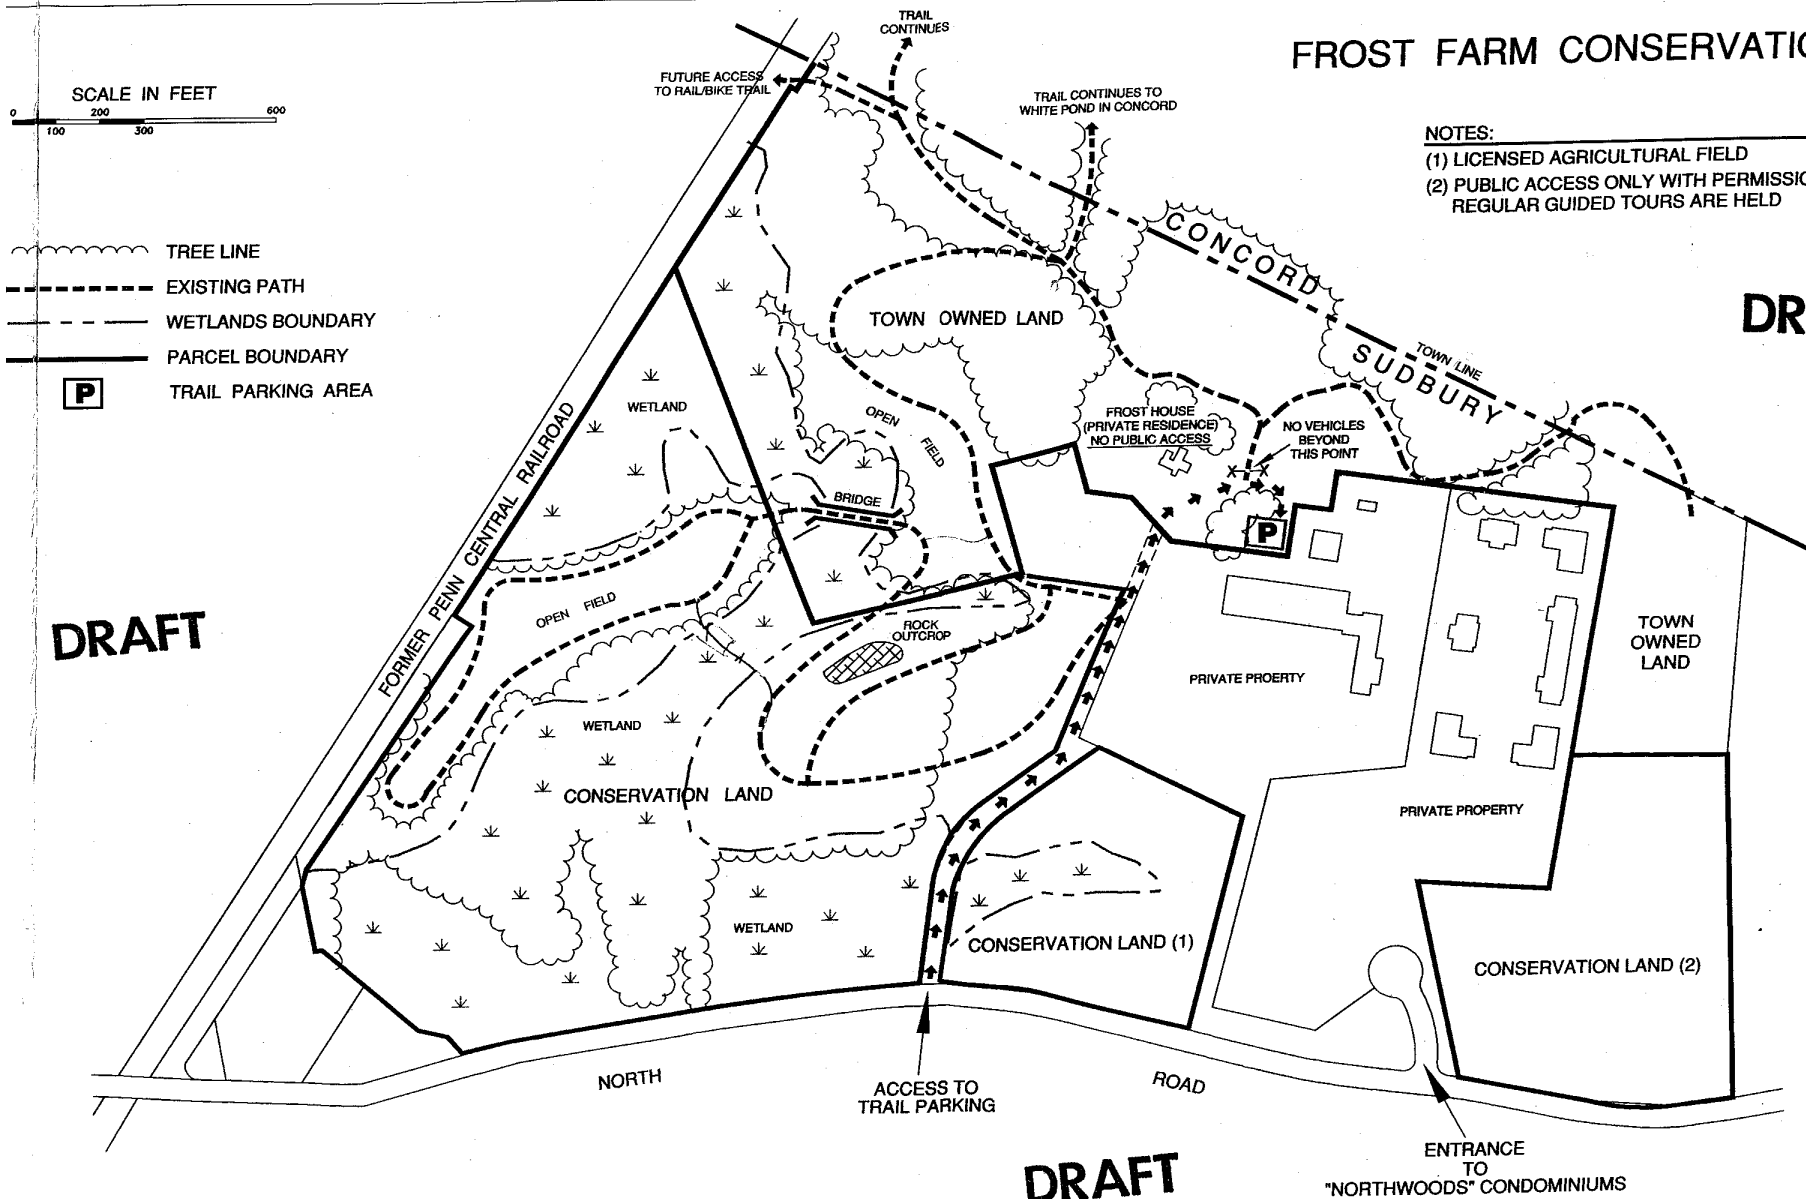 TRAIL
CONTINUES
FROST FARM CONSERVATIO
FUTURE ACCESS
TO RAIL/BIKE TRAIL
SCALE IN FEET
0 200 600
100 300
TRAIL CONTINUES TO
WHITE POND IN CONCORD
NOTES:
(1) LICENSED AGRICULTURAL FIELD
(2) PUBLIC ACCESS ONLY WITH PERMISSIO
REGULAR GUIDED TOURS ARE HELD
TREE LINE
EXISTING PATH
WETLANDS BOUNDARY
PARCEL BOUNDARY
P TRAIL PARKING AREA
CONCORD
TOWN LINE
SUDBURY
DR
TOWN OWNED LAND
WETLAND
OPEN FIELD
FROST HOUSE
(PRIVATE RESIDENCE)
NO PUBLIC ACCESS
NO VEHICLES
BEYOND
THIS POINT
X X
BRIDGE
P
FORMER PENN CENTRAL RAILROAD
OPEN FIELD
DRAFT
ROCK
OUTCROP
PRIVATE PROERTY
TOWN
OWNED
LAND
WETLAND
CONSERVATION LAND
PRIVATE PROPERTY
WETLAND
CONSERVATION LAND (1)
CONSERVATION LAND (2)
NORTH ROAD
ACCESS TO
TRAIL PARKING
ENTRANCE
TO
"NORTHWOODS" CONDOMINIUMS
DRAFT